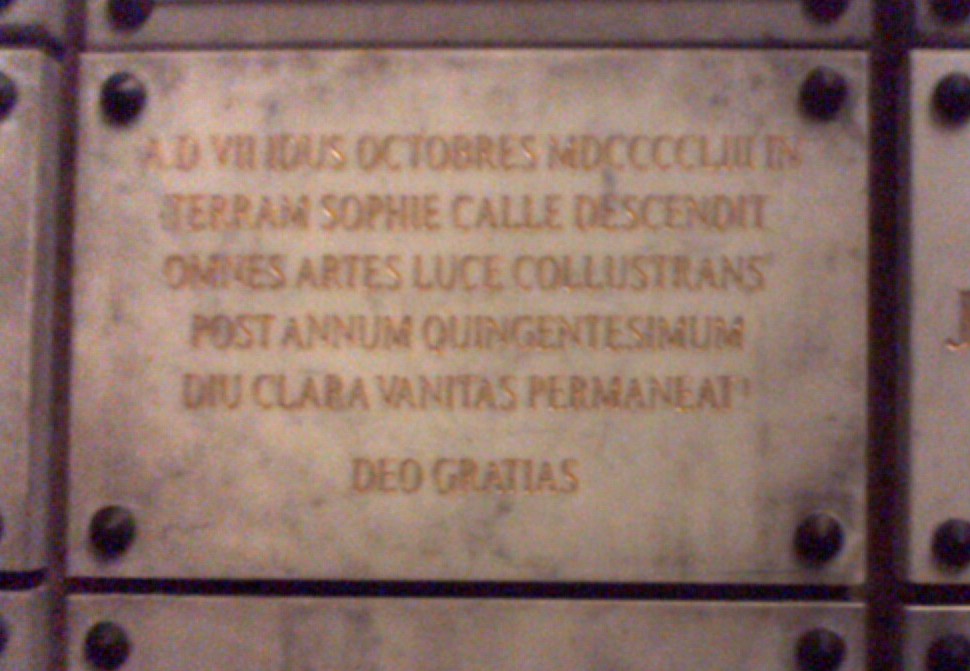 A.D VII IDUS OCTOBRES MDCCCCCLIII IN
TERRAM SOPHIE CALLE DESCENDIT
OMNES ARTES LUCE COLLUSTRANS
POST ANNUM QUINGENTESIMUM
DIU CLARA VANITAS PERMANEAT!
DEO GRATIAS
J